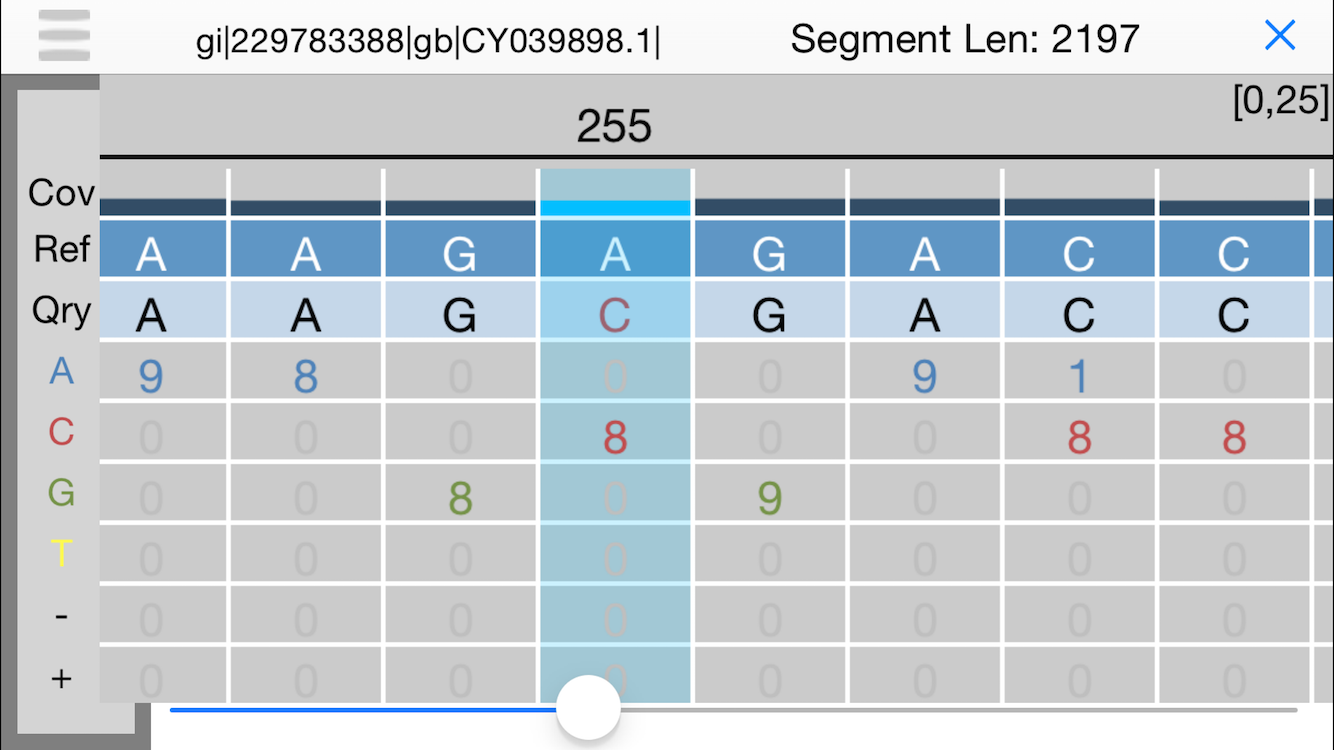 gi|229783388|gb|CY039898.1| Segment Len: 2197
[0,25]
255
Cov
Ref A A G A G A C C
Qry A A G C G A C C
A 9 8 0 0 0 9 1 0
C 0 0 0 8 0 0 8 8
G 0 0 8 0 9 0 0 0
T 0 0 0 0 0 0 0 0
- 0 0 0 0 0 0 0 0
+ 0 0 0 0 0 0 0 0